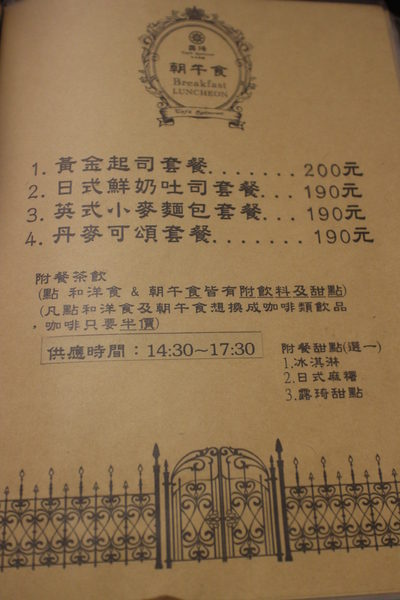 露琦
朝午食
Breakfast
LUNCHEON
1. 黃金起司套餐.......200元
2. 日式鮮奶吐司套餐...190元
3. 英式小麥麵包套餐...190元
4. 丹麥可頌套餐.......190元
附餐茶飲
(點 和洋食 & 朝午食皆有附飲料及甜點)
(凡點和洋食及朝午食想換成咖啡類飲品
，咖啡只要半價)
供應時間：14:30~17:30
附餐甜點(選一)
1.冰淇淋
2.日式麻糬
3.露琦甜點